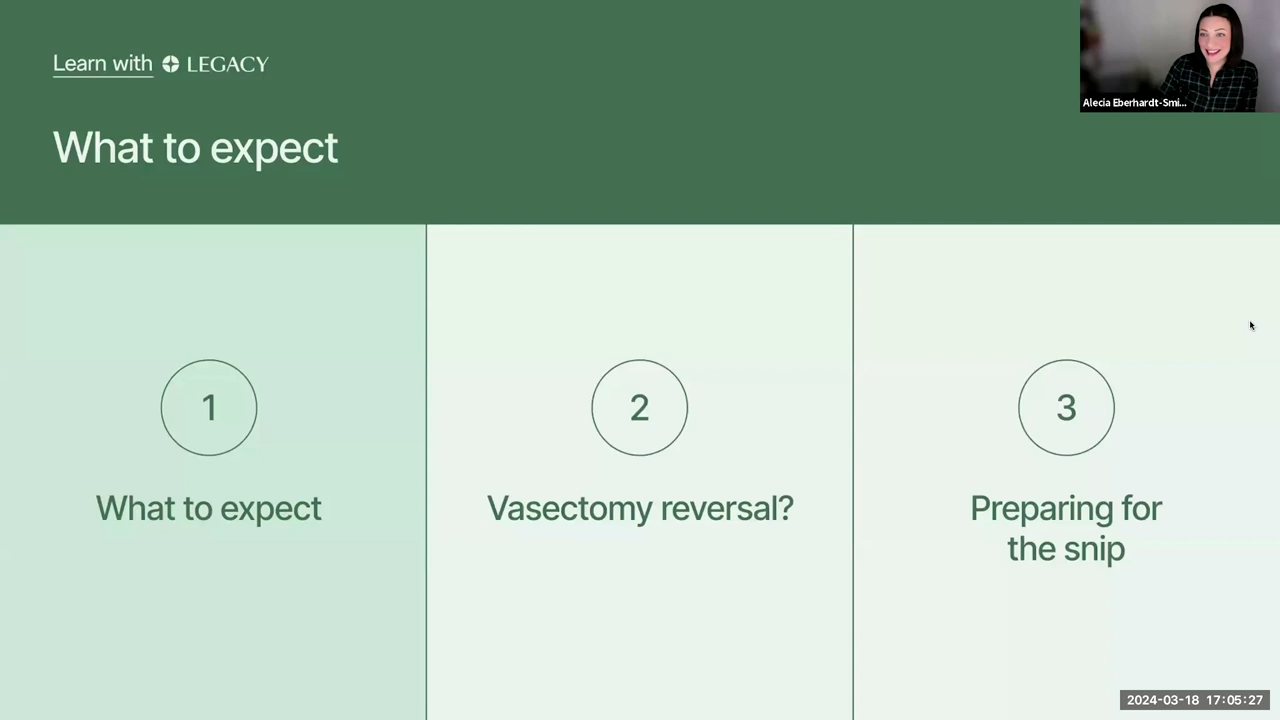 Learn with LEGACY
Alecia Eberhardt-Smi...
What to expect
1
What to expect
2
Vasectomy reversal?
3
Preparing for
the snip
2024-03-18 17:05:27